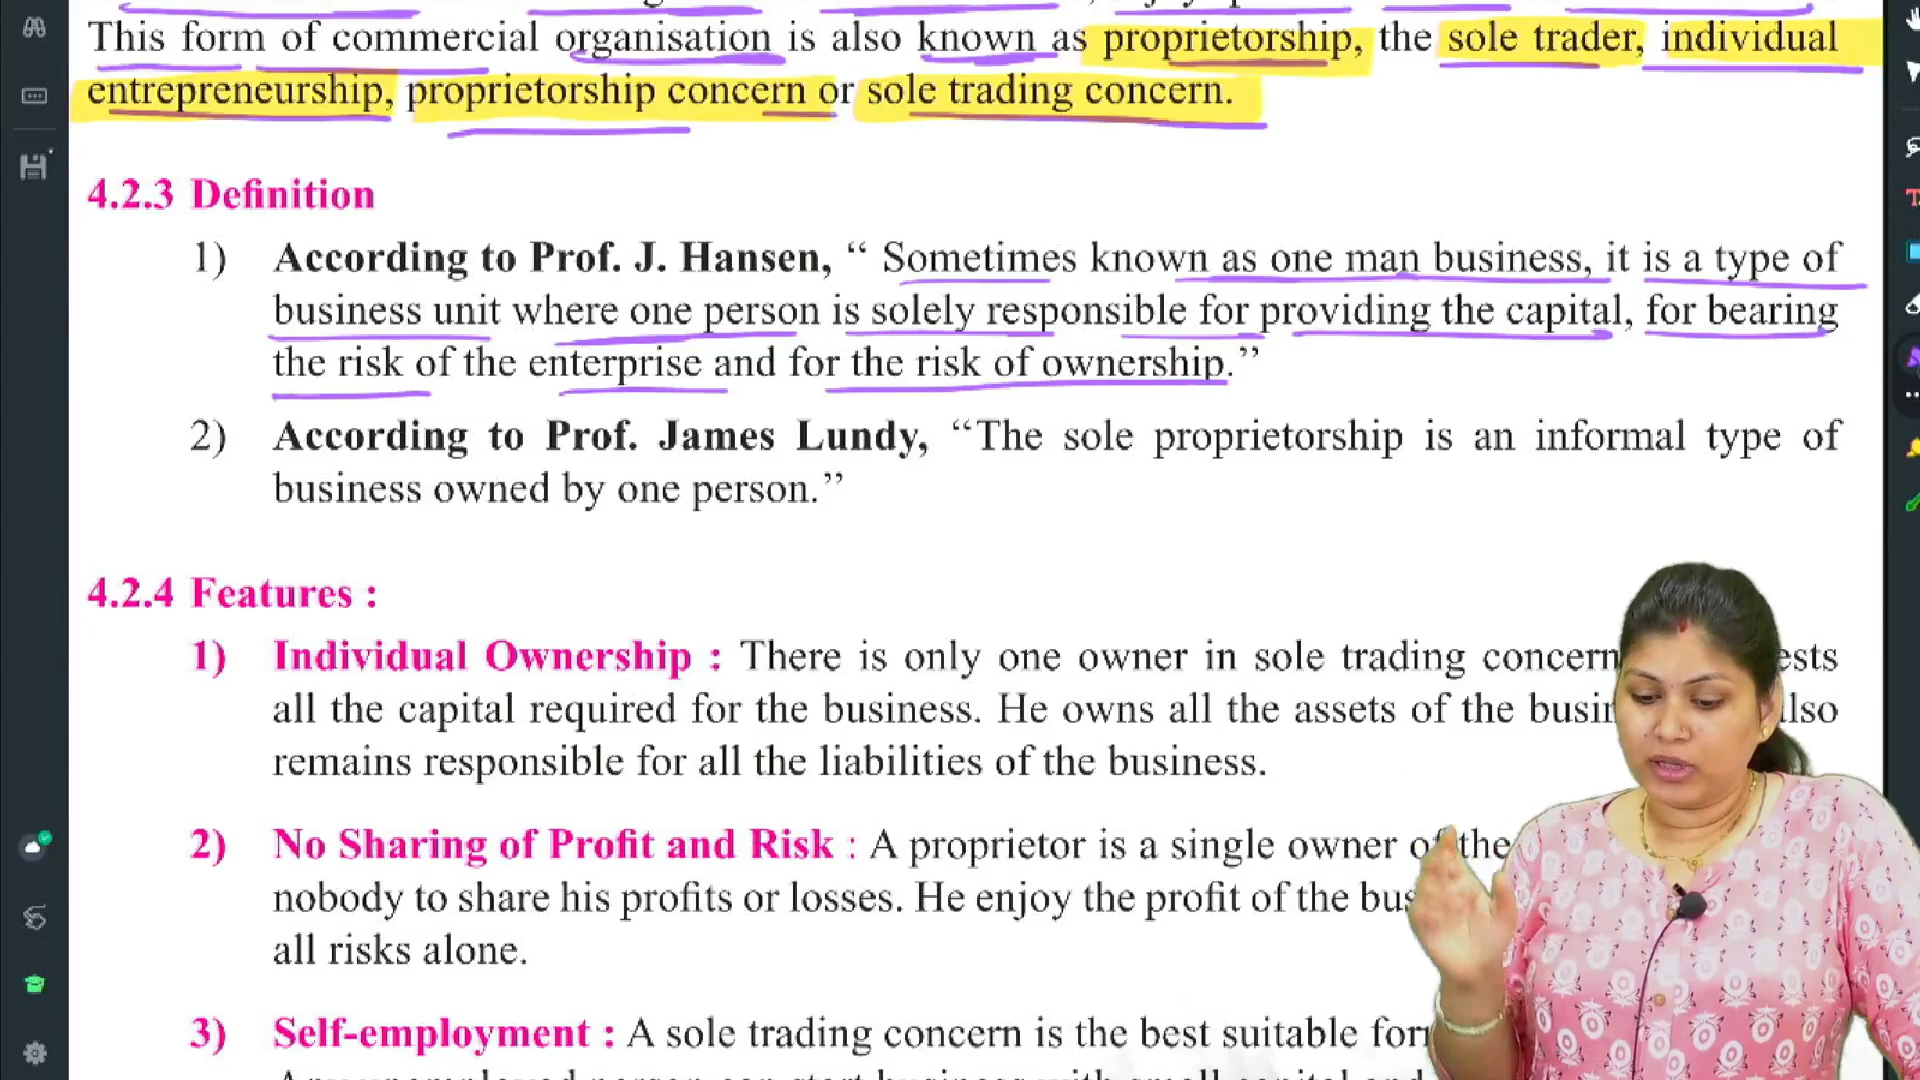 This form of commercial organisation is also known as proprietorship, the sole trader, individual
entrepreneurship, proprietorship concern or sole trading concern.
4.2.3 Definition
1) According to Prof. J. Hansen, “ Sometimes known as one man business, it is a type of
business unit where one person is solely responsible for providing the capital, for bearing
the risk of the enterprise and for the risk of ownership.”
2) According to Prof. James Lundy, “The sole proprietorship is an informal type of
business owned by one person.”
4.2.4 Features :
1) Individual Ownership : There is only one owner in sole trading concern
all the capital required for the business. He owns all the assets of the
remains responsible for all the liabilities of the business.
2) No Sharing of Profit and Risk : A proprietor is a single owner of the
nobody to share his profits or losses. He enjoy the profit of the
all risks alone.
3) Self-employment : A sole trading concern is the best suitable